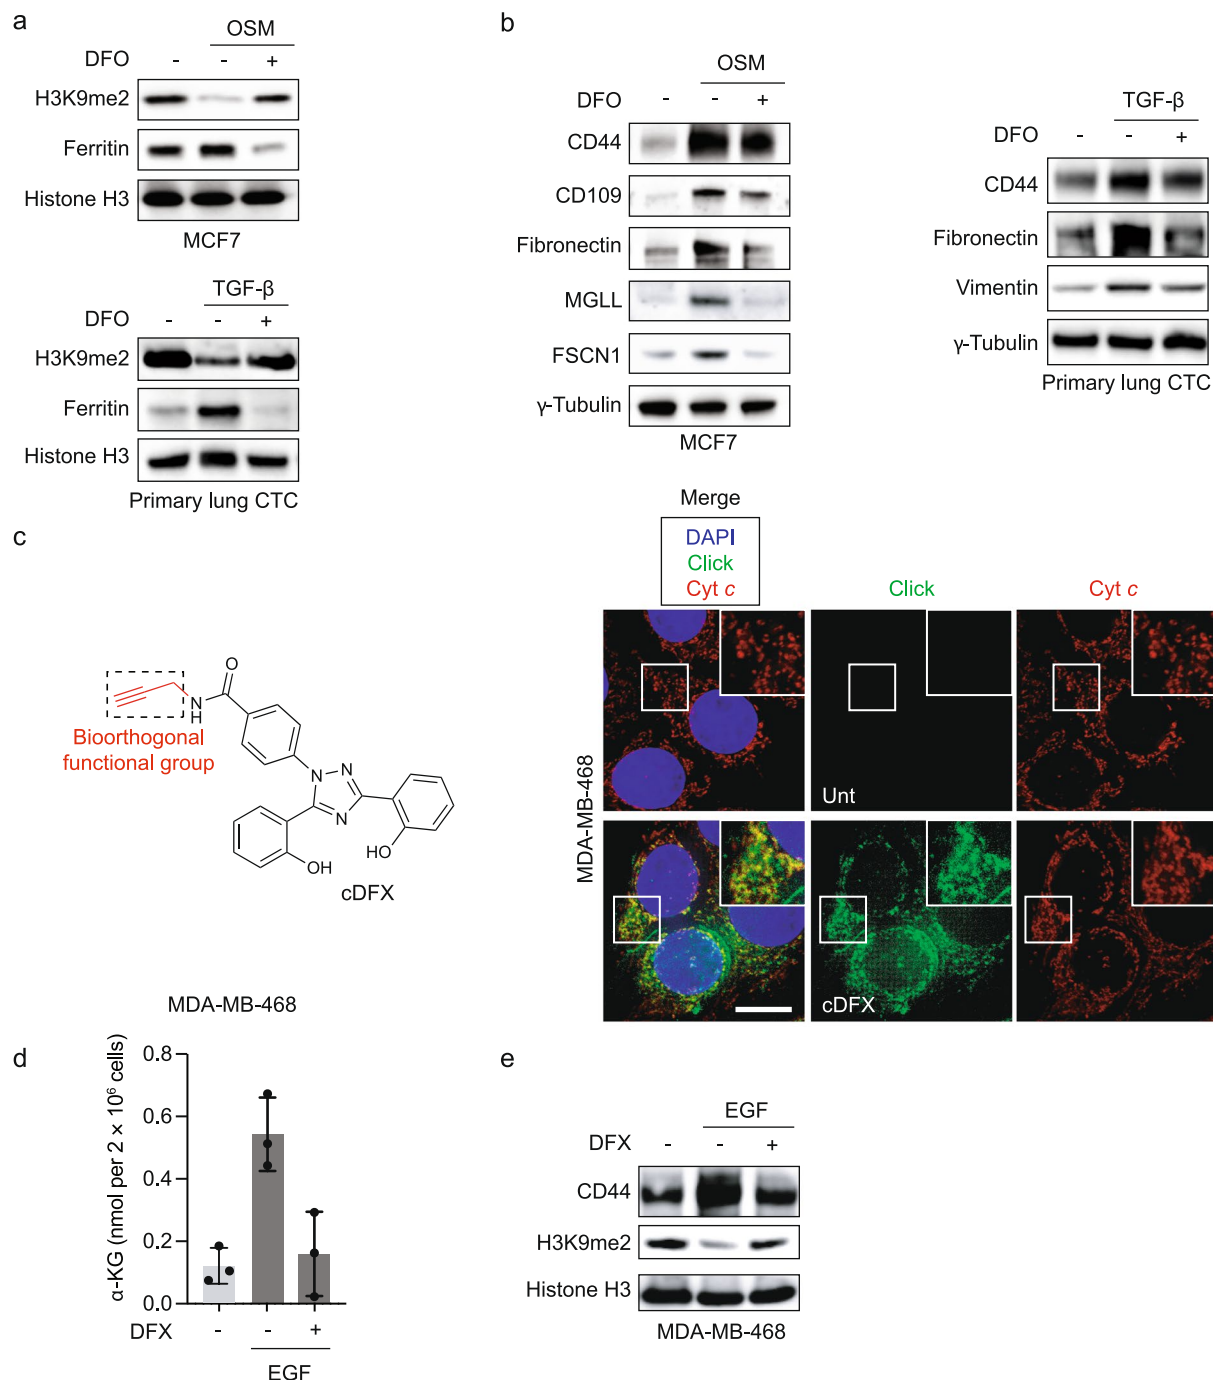 a
OSM
DFO - - +
H3K9me2
Ferritin
Histone H3
MCF7
TGF-β
DFO - - +
H3K9me2
Ferritin
Histone H3
Primary lung CTC
b
OSM
DFO - - +
CD44
CD109
Fibronectin
MGLL
FSCN1
γ-Tubulin
MCF7
TGF-β
DFO - - +
CD44
Fibronectin
Vimentin
γ-Tubulin
Primary lung CTC
c
O
N
H
Bioorthogonal
functional group
N
N
N
OH
HO
cDFX
Merge
DAPI
Click
Cyt c
Click
Cyt c
MDA-MB-468
Unt
cDFX
d
MDA-MB-468
α-KG (nmol per 2 × 10⁶ cells)
0.8
0.6
0.4
0.2
0.0
DFX - - +
EGF
e
EGF
DFX - - +
CD44
H3K9me2
Histone H3
MDA-MB-468